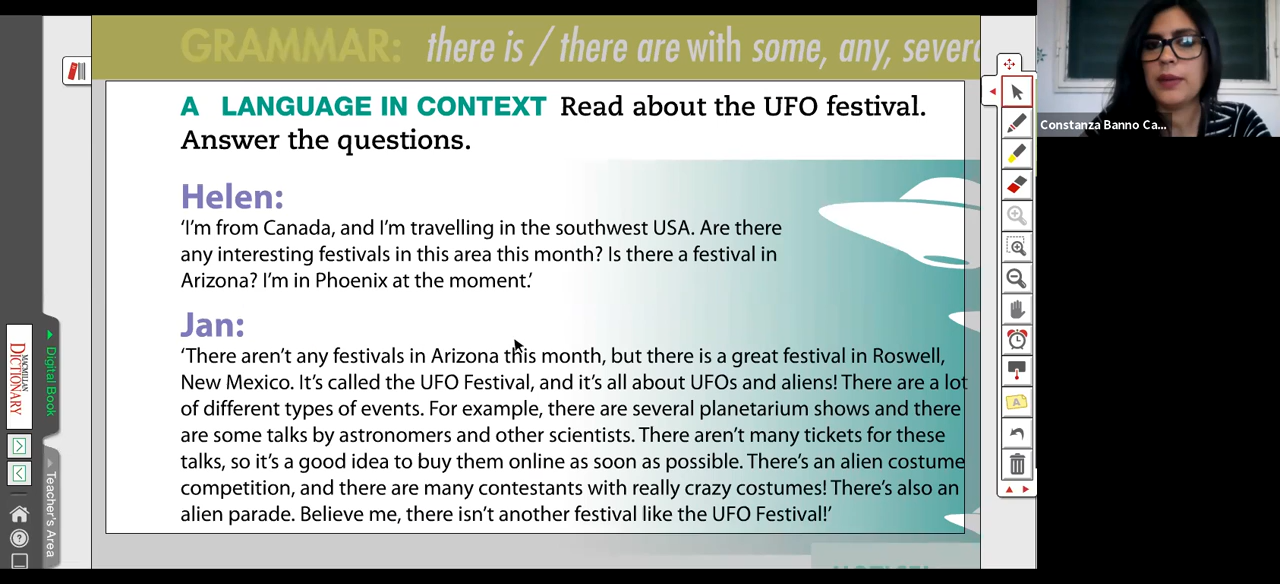 GRAMMAR: there is / there are with some, any, severa
A LANGUAGE IN CONTEXT Read about the UFO festival.
Answer the questions.
Helen:
'I'm from Canada, and I'm travelling in the southwest USA. Are there
any interesting festivals in this area this month? Is there a festival in
Arizona? I'm in Phoenix at the moment.'
Jan:
'There aren't any festivals in Arizona this month, but there is a great festival in Roswell,
New Mexico. It's called the UFO Festival, and it's all about UFOs and aliens! There are a lot
of different types of events. For example, there are several planetarium shows and there
are some talks by astronomers and other scientists. There aren't many tickets for these
talks, so it's a good idea to buy them online as soon as possible. There's an alien costume
competition, and there are many contestants with really crazy costumes! There's also an
alien parade. Believe me, there isn't another festival like the UFO Festival!'
Constanza Banno Ca...
MACMILLAN
DICTIONARY
Digital Book
Teacher's Area
A